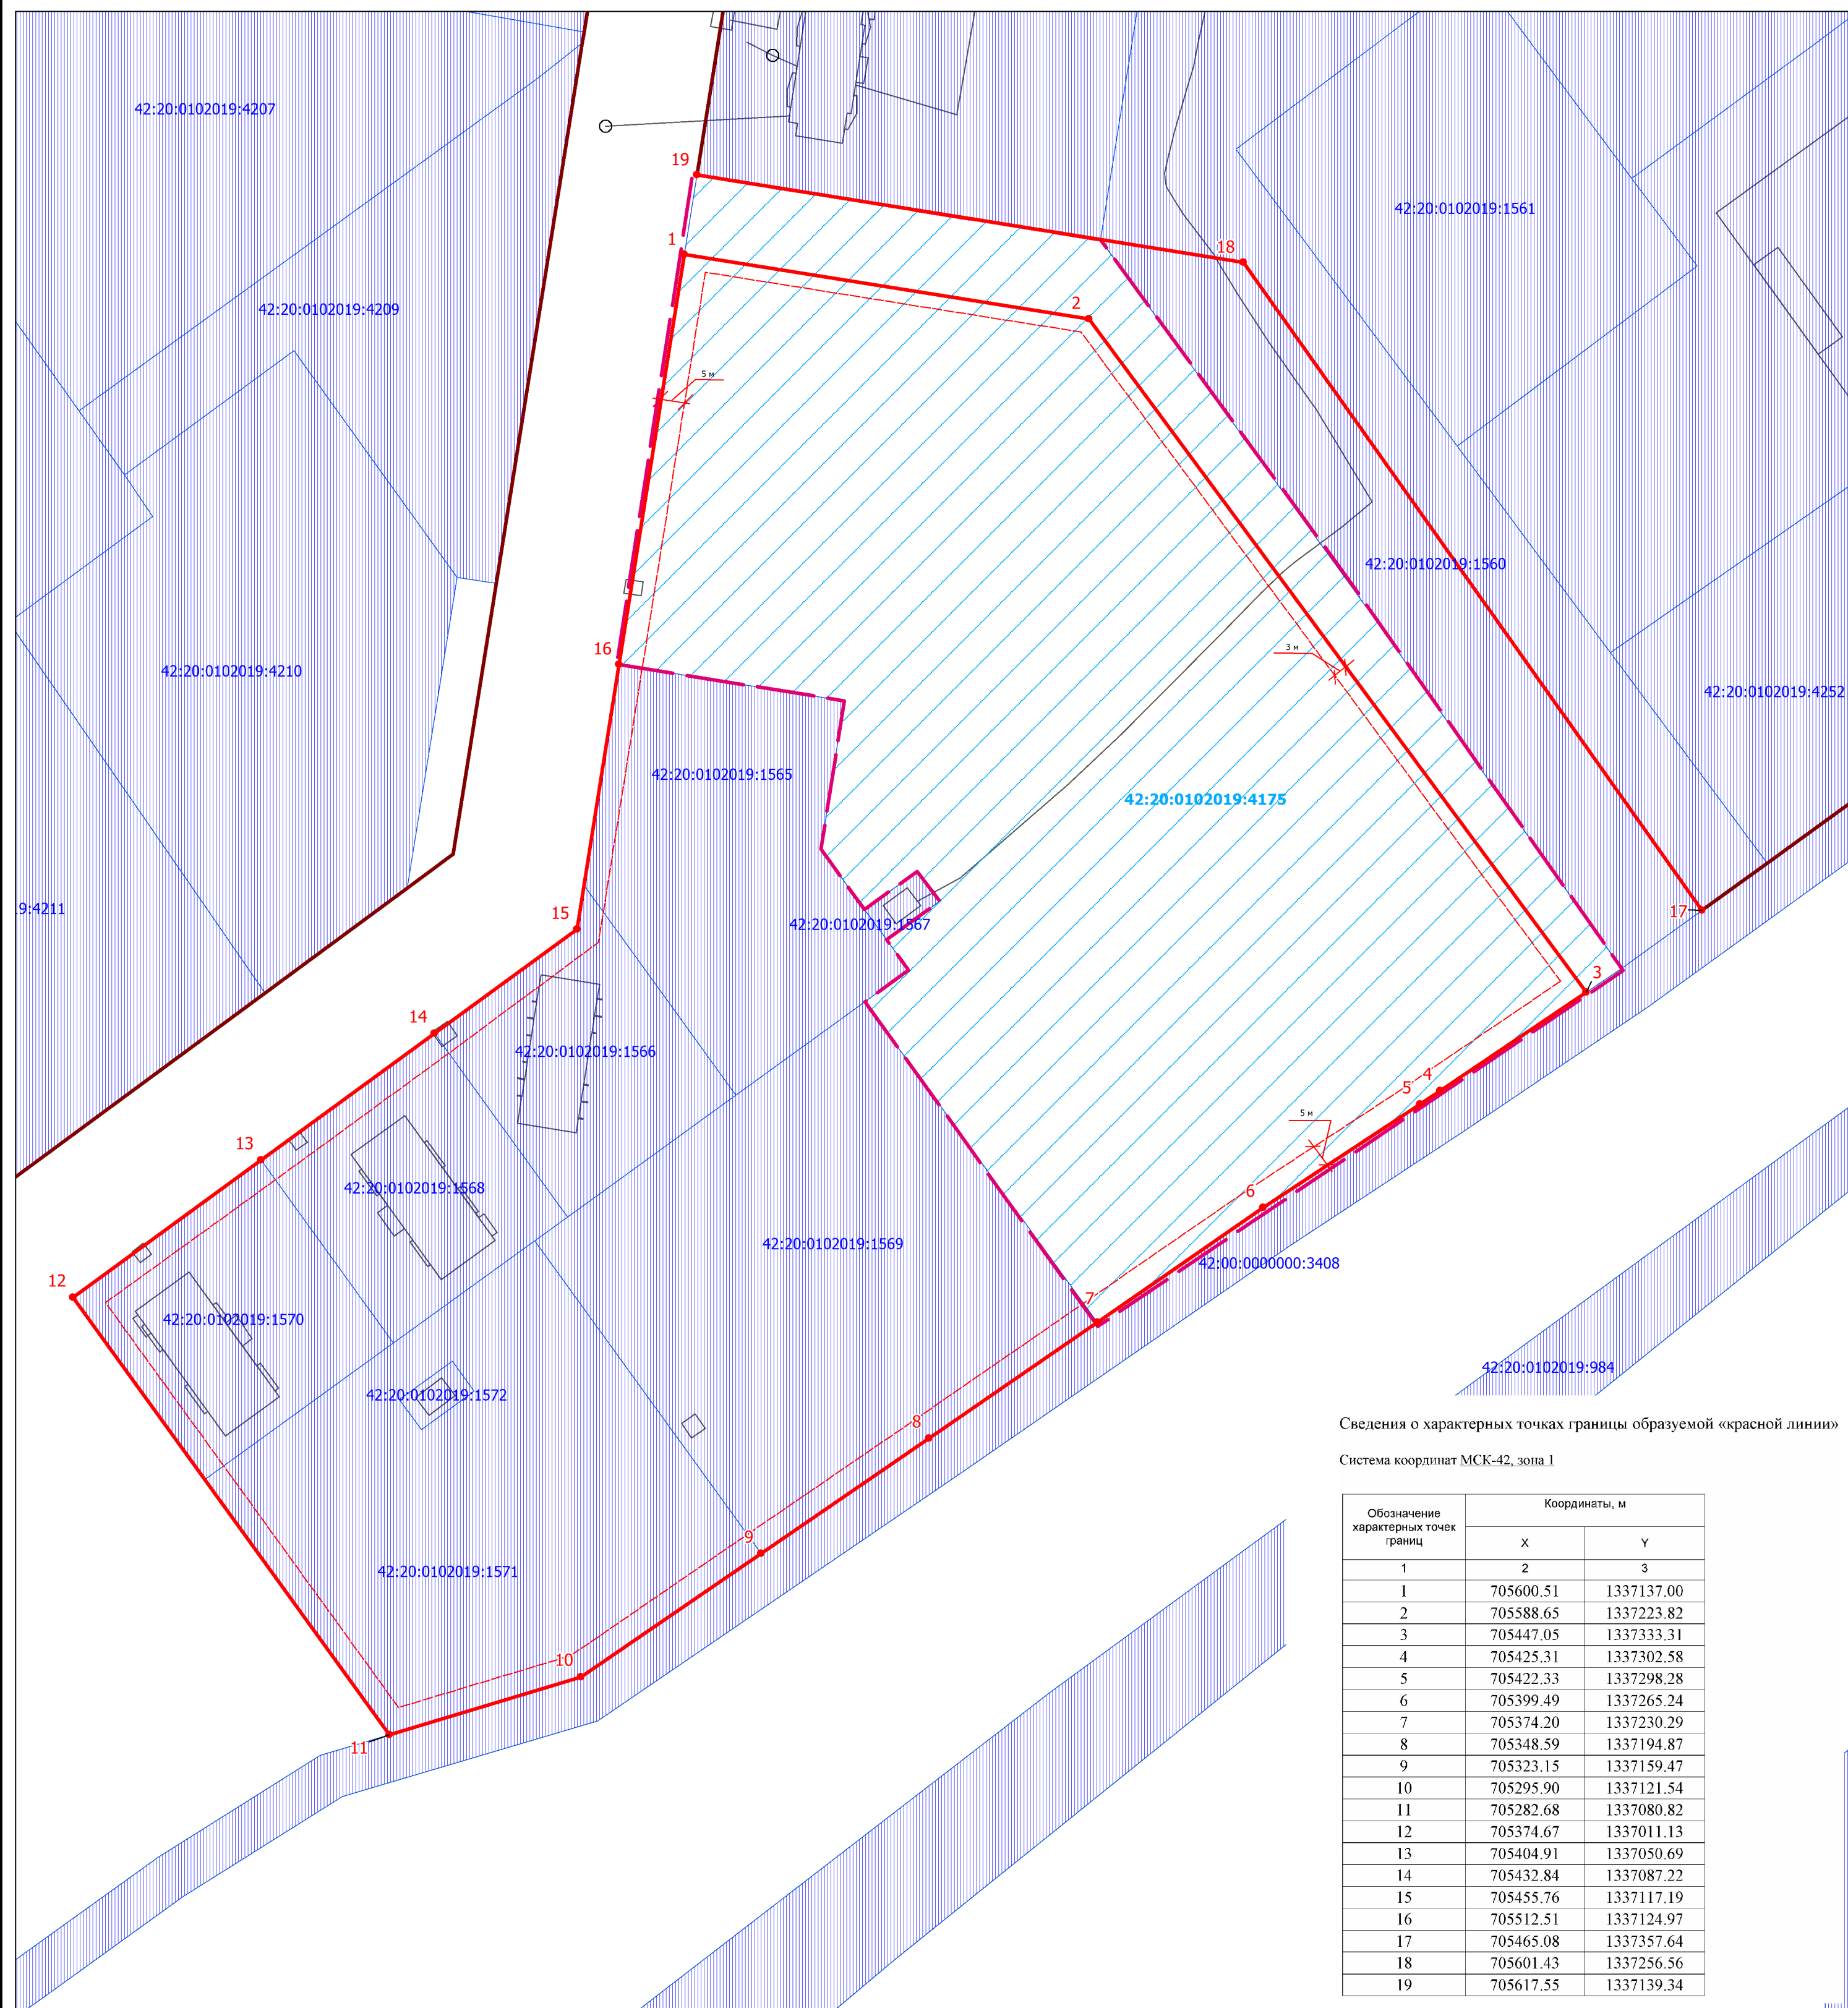 42:20:0102019:4207
19
42:20:0102019:1561
1
18
2
42:20:0102019:4209
5 м
42:20:0102019:1560
16
3 м
42:20:0102019:4210
42:20:0102019:4252
42:20:0102019:1565
42:20:0102019:4175
9:4211
15
42:20:0102019:1567
17
3
14
42:20:0102019:1566
4
5
5 м
13
42:20:0102019:1568
6
42:20:0102019:1569
42:00:0000000:3408
12
7
42:20:0102019:1570
42:20:0102019:984
42:20:0102019:1572
8
9
42:20:0102019:1571
10
11
Сведения о характерных точках границы образуемой «красной линии»
Система координат МСК-42, зона 1
Обозначение характерных точек границ
Координаты, м
X Y
1 2 3
1 705600.51 1337137.00
2 705588.65 1337223.82
3 705447.05 1337333.31
4 705425.31 1337302.58
5 705422.33 1337298.28
6 705399.49 1337265.24
7 705374.20 1337230.29
8 705348.59 1337194.87
9 705323.15 1337159.47
10 705295.90 1337121.54
11 705282.68 1337080.82
12 705374.67 1337011.13
13 705404.91 1337050.69
14 705432.84 1337087.22
15 705455.76 1337117.19
16 705512.51 1337124.97
17 705465.08 1337357.64
18 705601.43 1337256.56
19 705617.55 1337139.34